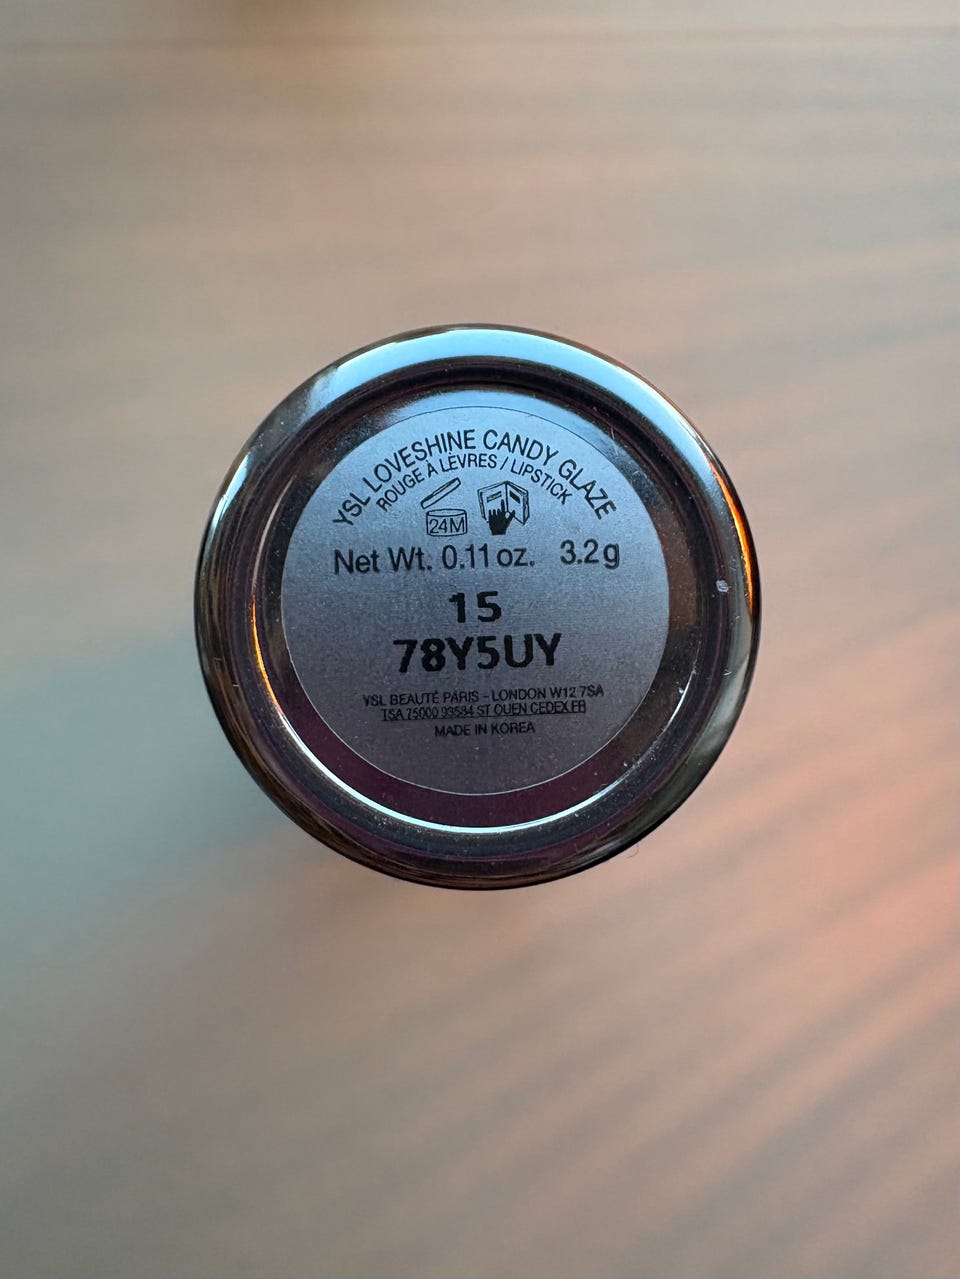 YSL LOVESHINE CANDY GLAZE
ROUGE À LÈVRES / LIPSTICK
24M
Net Wt. 0.11 oz. 3.2 g
15
78Y5UY
YSL BEAUTÉ PARIS - LONDON W12 7SA
TSA 75000 93584 ST OUEN CEDEX FR
MADE IN KOREA